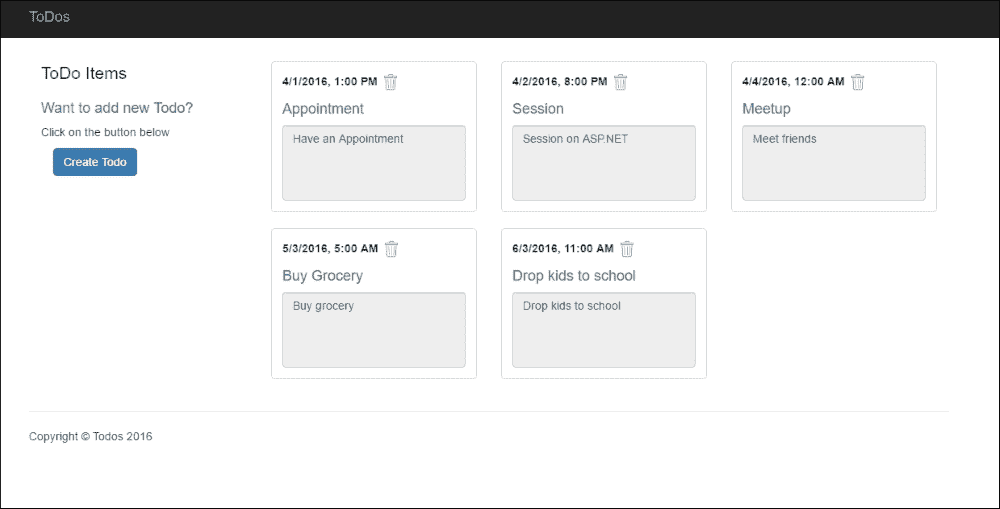 ToDos
ToDo Items
Want to add new Todo?
Click on the button below
Create Todo
4/1/2016, 1:00 PM
Appointment
Have an Appointment
4/2/2016, 8:00 PM
Session
Session on ASP.NET
4/4/2016, 12:00 AM
Meetup
Meet friends
5/3/2016, 5:00 AM
Buy Grocery
Buy grocery
6/3/2016, 11:00 AM
Drop kids to school
Drop kids to school
Copyright © Todos 2016